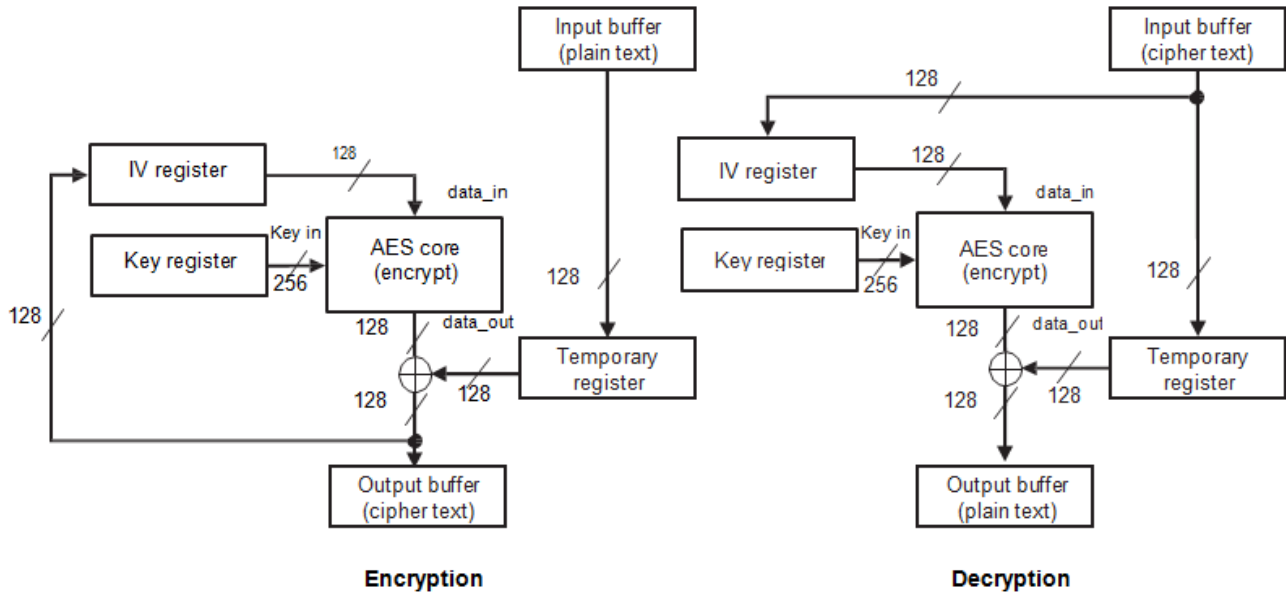 Input buffer
(plain text)
128
IV register
128
data_in
Key register
Key in
256
AES core
(encrypt)
128
128
128
data_out
Temporary
register
128
128
Output buffer
(cipher text)
Encryption
Input buffer
(cipher text)
128
IV register
128
data_in
Key register
Key in
256
AES core
(encrypt)
128
128
data_out
Temporary
register
128
128
Output buffer
(plain text)
Decryption